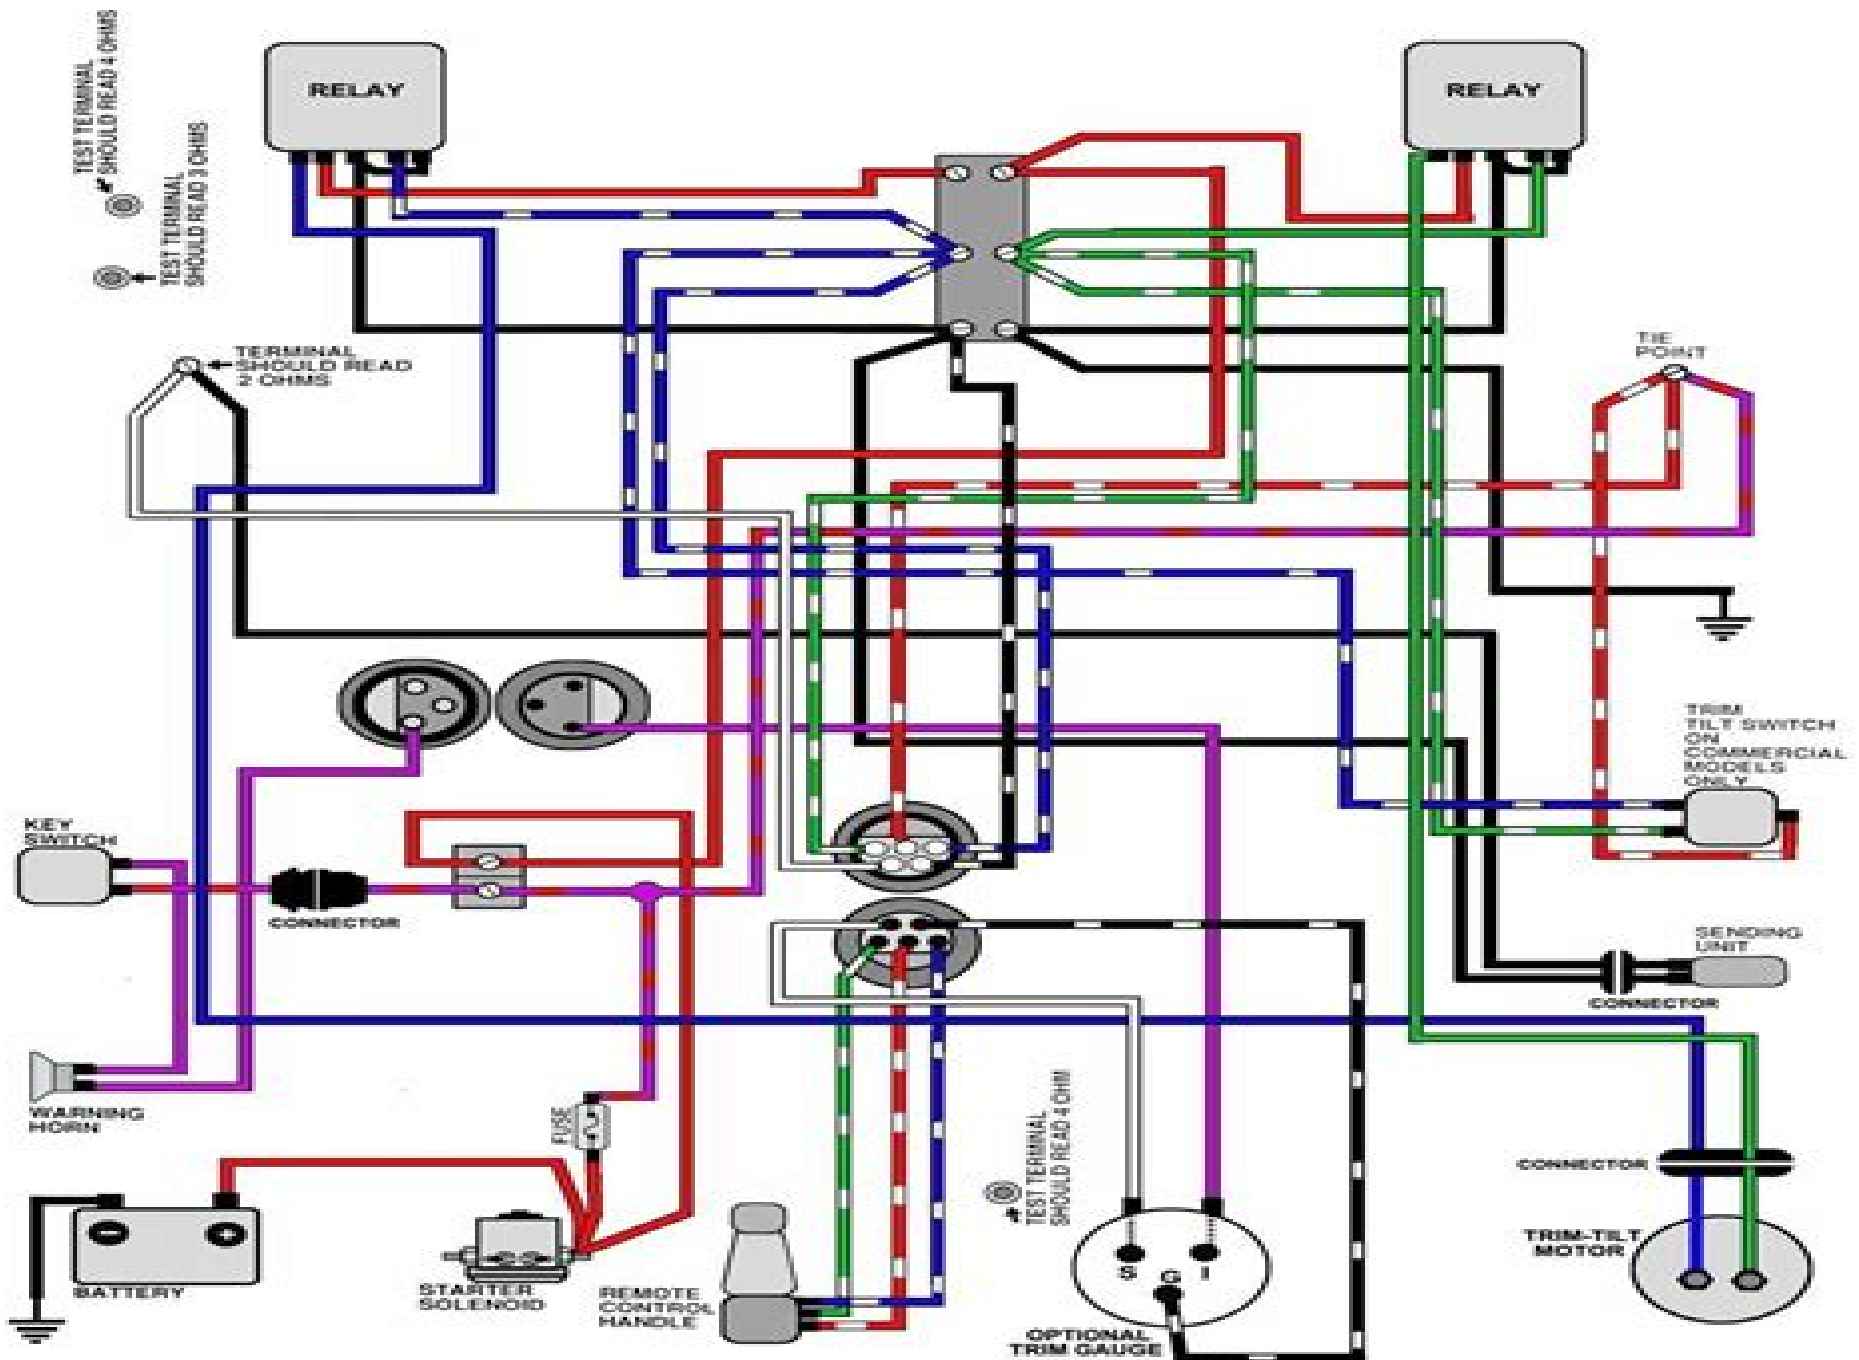 TEST TERMINAL
SHOULD READ 4 OHMS
TEST TERMINAL
SHOULD READ 3 OHMS
RELAY
RELAY
TERMINAL
SHOULD READ
2 OHMS
TIE
POINT
TRIM
TILT SWITCH
ON
COMMERCIAL
MODELS
ONLY
KEY
SWITCH
CONNECTOR
SENDING
UNIT
CONNECTOR
WARNING
HORN
FUSE
TEST TERMINAL
SHOULD READ 4 OHM
CONNECTOR
TRIM-TILT
MOTOR
BATTERY
STARTER
SOLENOID
REMOTE
CONTROL
HANDLE
S
I
G
OPTIONAL
TRIM GAUGE